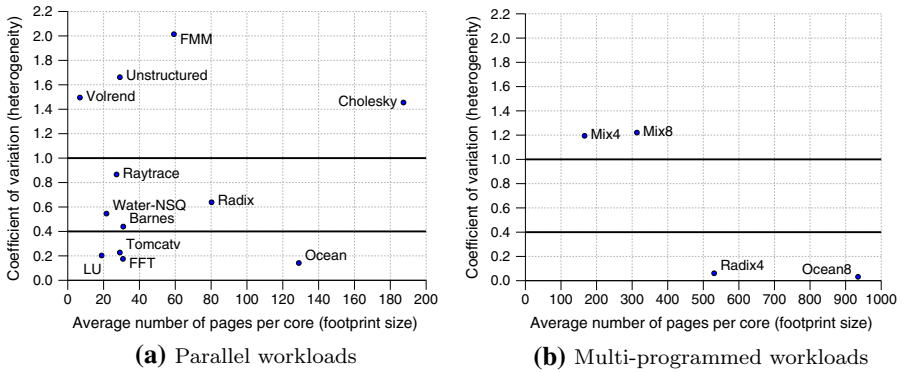 Coefficient of variation (heterogeneity)
2.2
2.0
1.8
1.6
1.4
1.2
1.0
0.8
0.6
0.4
0.2
0.0
FMM
Unstructured
Volrend
Cholesky
Raytrace
Water-NSQ
Radix
Barnes
Tomcatv
LU
FFT
Ocean
0 20 40 60 80 100 120 140 160 180 200
Average number of pages per core (footprint size)
(a) Parallel workloads
Coefficient of variation (heterogeneity)
2.2
2.0
1.8
1.6
1.4
1.2
1.0
0.8
0.6
0.4
0.2
0.0
Mix4
Mix8
Radix4
Ocean8
0 100 200 300 400 500 600 700 800 900 1000
Average number of pages per core (footprint size)
(b) Multi-programmed workloads